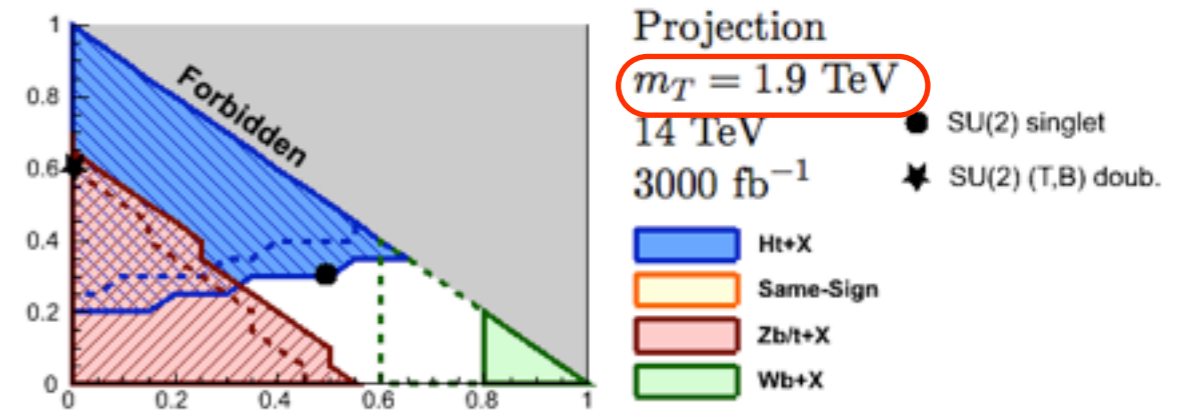 1
0.8
0.6
0.4
0.2
0
0 0.2 0.4 0.6 0.8 1
Forbidden
Projection
m_T = 1.9 TeV
14 TeV
3000 fb⁻¹
SU(2) singlet
SU(2) (T,B) doub.
Ht+X
Same-Sign
Zb/t+X
Wb+X